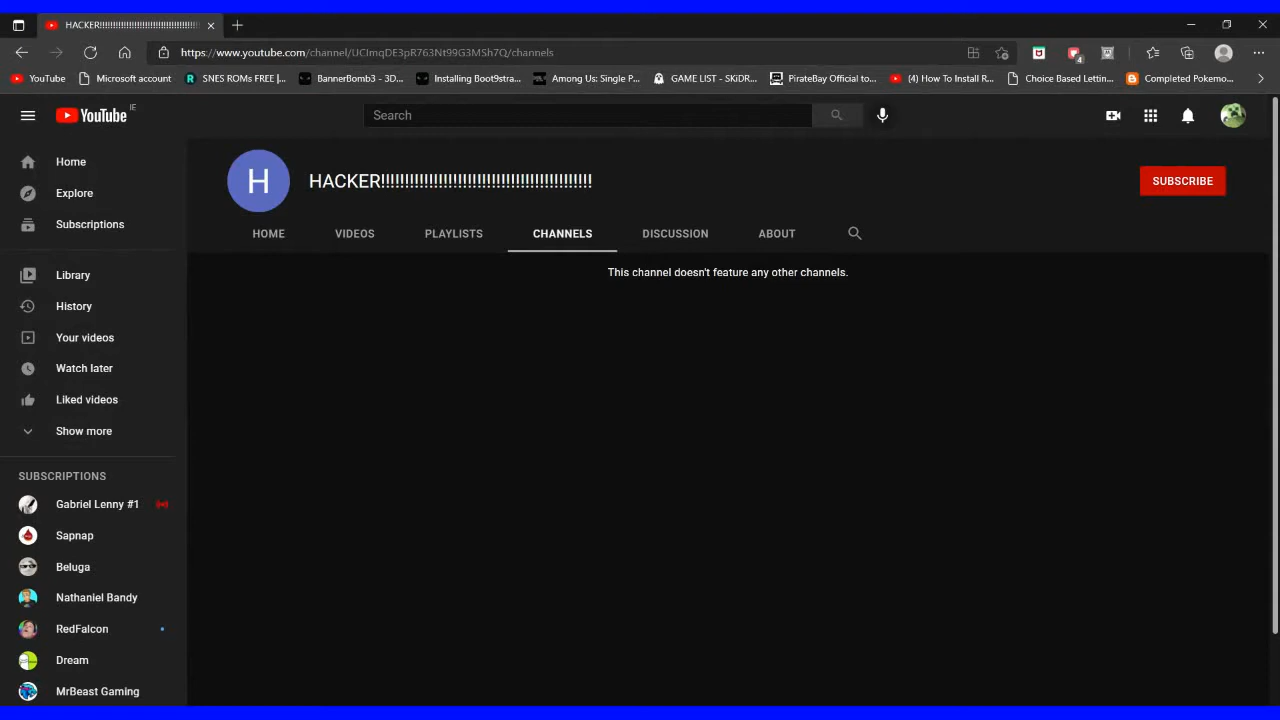 HACKER!!!!!!!!!!!!!!!!!!!!!!!!!!!!!!!!!!!
https://www.youtube.com/channel/UCImqDE3pR763Nt99G3MSh7Q/channels
YouTube Microsoft account SNES ROMs FREE |... BannerBomb3 - 3D... Installing Boot9stra... Among Us: Single P... GAME LIST - SKiDR... PirateBay Official to... (4) How To Install R... Choice Based Lettin... Completed Pokemo...
YouTube IE
Search
Home
Explore
Subscriptions
Library
History
Your videos
Watch later
Liked videos
Show more
SUBSCRIPTIONS
Gabriel Lenny #1
Sapnap
Beluga
Nathaniel Bandy
RedFalcon
Dream
MrBeast Gaming
H
HACKER!!!!!!!!!!!!!!!!!!!!!!!!!!!!!!!!!!!!!!!!!!!
SUBSCRIBE
HOME VIDEOS PLAYLISTS CHANNELS DISCUSSION ABOUT
This channel doesn't feature any other channels.
4